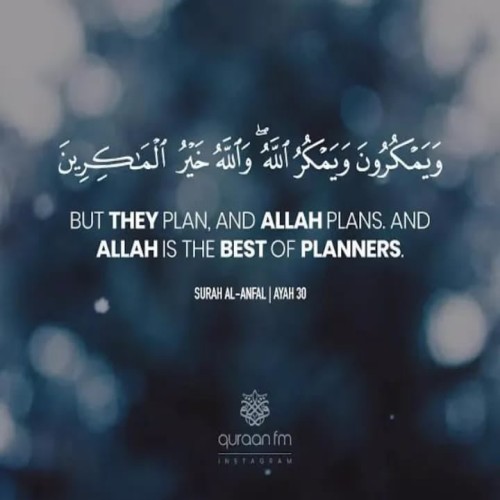 وَيَمْكُرُونَ وَيَمْكُرُ ٱللَّهُ ۖ وَٱللَّهُ خَيْرُ ٱلْمَـٰكِرِينَ
BUT THEY PLAN, AND ALLAH PLANS. AND
ALLAH IS THE BEST OF PLANNERS.
SURAH AL-ANFAL | AYAH 30
quraan.fm
INSTAGRAM